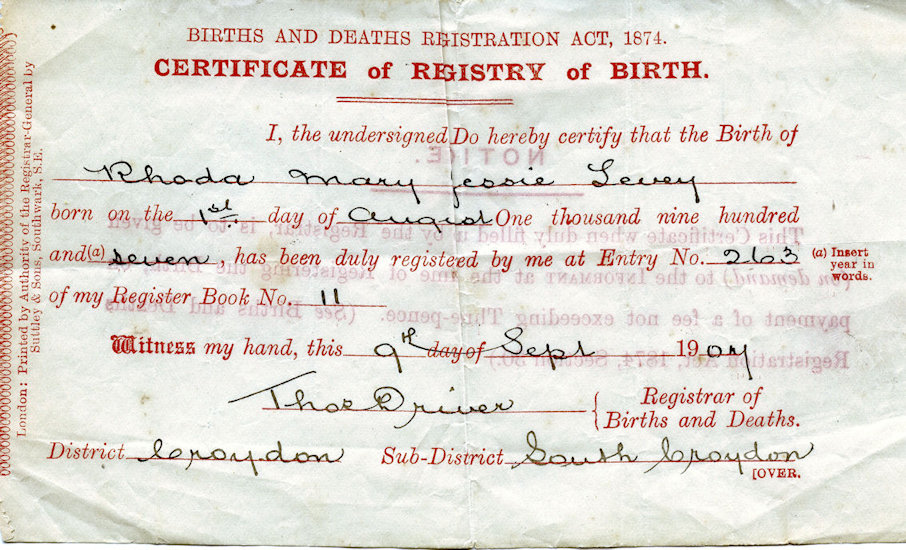 BIRTHS AND DEATHS REGISTRATION ACT, 1874.
CERTIFICATE of REGISTRY of BIRTH.
I, the undersigned Do hereby certify that the Birth of
Rhoda Mary Jessie Levey
born on the 1st day of August One thousand nine hundred
and (a) seven, has been duly registered by me at Entry No. 263
(a) Insert year in words.
of my Register Book No. 11
Witness my hand, this 9th day of Sept 1907
Thos Driver
Registrar of
Births and Deaths.
District Croydon Sub-District South Croydon
[OVER.
London: Printed by Authority of the Registrar-General by
Suttley & Sons, Southwark, S.E.
NOTICE.
This Certificate when duly filled in by the Registrar, is to be given
(on demand) to the INFORMANT at the time of Registering the Birth, on
payment of a fee not exceeding Three-pence. (See Births and Deaths
Registration Act, 1874, Section 30.)